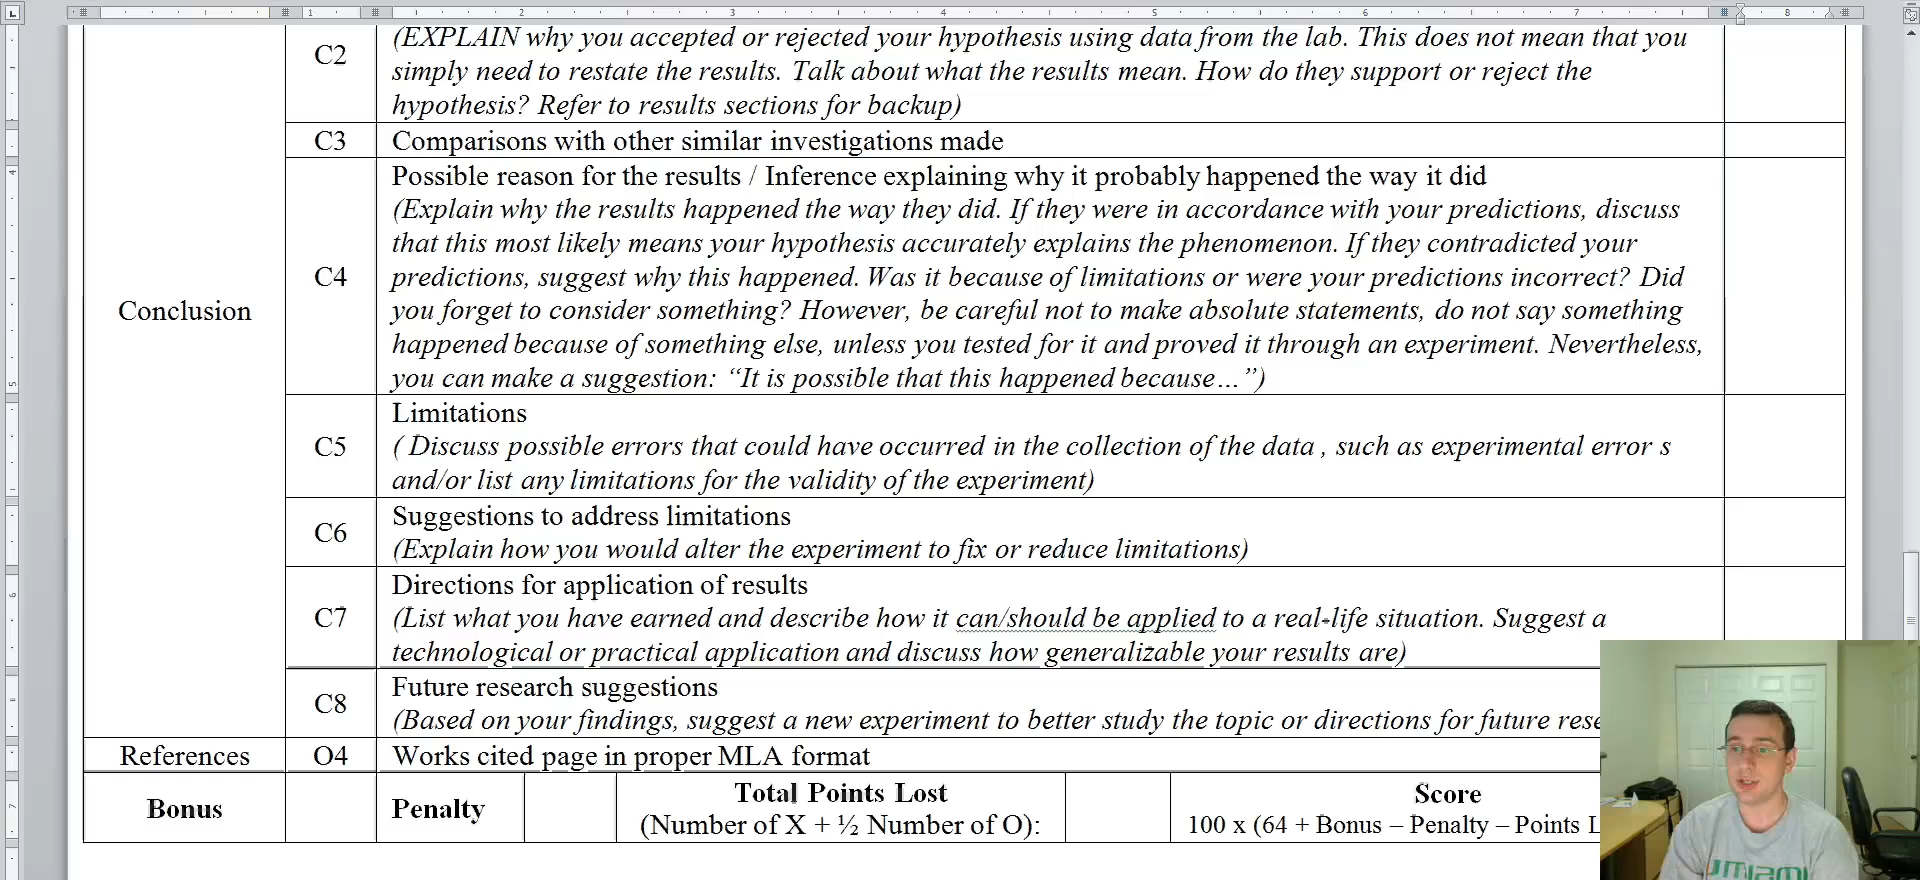 C2
(EXPLAIN why you accepted or rejected your hypothesis using data from the lab. This does not mean that you
simply need to restate the results. Talk about what the results mean. How do they support or reject the
hypothesis? Refer to results sections for backup)
C3
Comparisons with other similar investigations made
Conclusion
C4
Possible reason for the results / Inference explaining why it probably happened the way it did
(Explain why the results happened the way they did. If they were in accordance with your predictions, discuss
that this most likely means your hypothesis accurately explains the phenomenon. If they contradicted your
predictions, suggest why this happened. Was it because of limitations or were your predictions incorrect? Did
you forget to consider something? However, be careful not to make absolute statements, do not say something
happened because of something else, unless you tested for it and proved it through an experiment. Nevertheless,
you can make a suggestion: “It is possible that this happened because…”)
C5
Limitations
( Discuss possible errors that could have occurred in the collection of the data , such as experimental error s
and/or list any limitations for the validity of the experiment)
C6
Suggestions to address limitations
(Explain how you would alter the experiment to fix or reduce limitations)
C7
Directions for application of results
(List what you have earned and describe how it can/should be applied to a real-life situation. Suggest a
technological or practical application and discuss how generalizable your results are)
C8
Future research suggestions
(Based on your findings, suggest a new experiment to better study the topic or directions for future
References
O4
Works cited page in proper MLA format
Bonus
Penalty
Total Points Lost
(Number of X + ½ Number of O):
Score
100 x (64 + Bonus – Penalty – Points